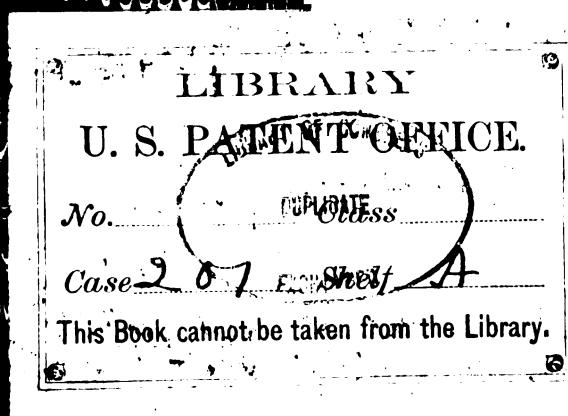 LIBRARY
U. S. PATENT OFFICE.
No. Class
DUPLICATE
Case 207 Shelf A
This Book cannot be taken from the Library.